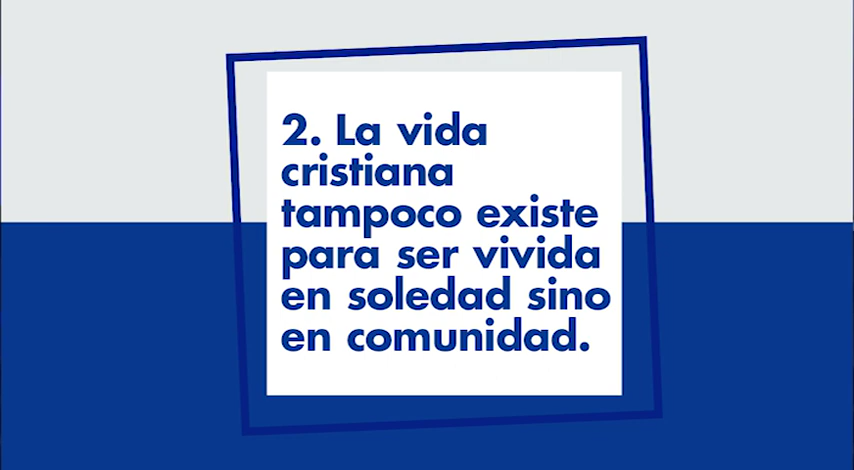 2. La vida
cristiana
tampoco existe
para ser vivida
en soledad sino
en comunidad.